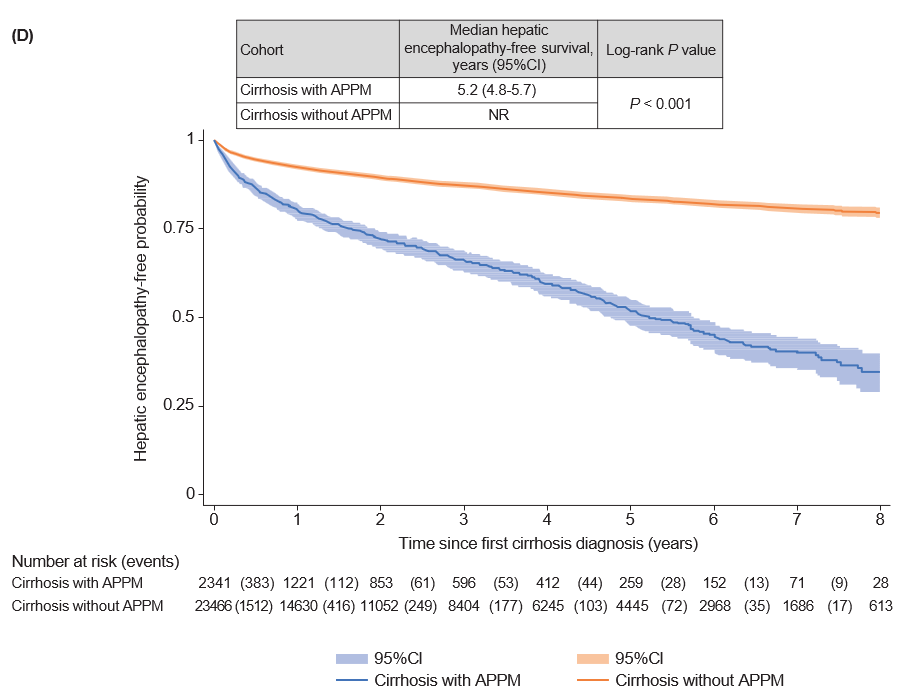 (D)
Cohort
Median hepatic
encephalopathy-free survival,
years (95%CI)
Log-rank P value
Cirrhosis with APPM
5.2 (4.8-5.7)
P < 0.001
Cirrhosis without APPM
NR
Hepatic encephalopathy-free probability
1
0.75
0.5
0.25
0
0 1 2 3 4 5 6 7 8
Time since first cirrhosis diagnosis (years)
Number at risk (events)
Cirrhosis with APPM 2341 (383) 1221 (112) 853 (61) 596 (53) 412 (44) 259 (28) 152 (13) 71 (9) 28
Cirrhosis without APPM 23466 (1512) 14630 (416) 11052 (249) 8404 (177) 6245 (103) 4445 (72) 2968 (35) 1686 (17) 613
95%CI 95%CI
Cirrhosis with APPM Cirrhosis without APPM